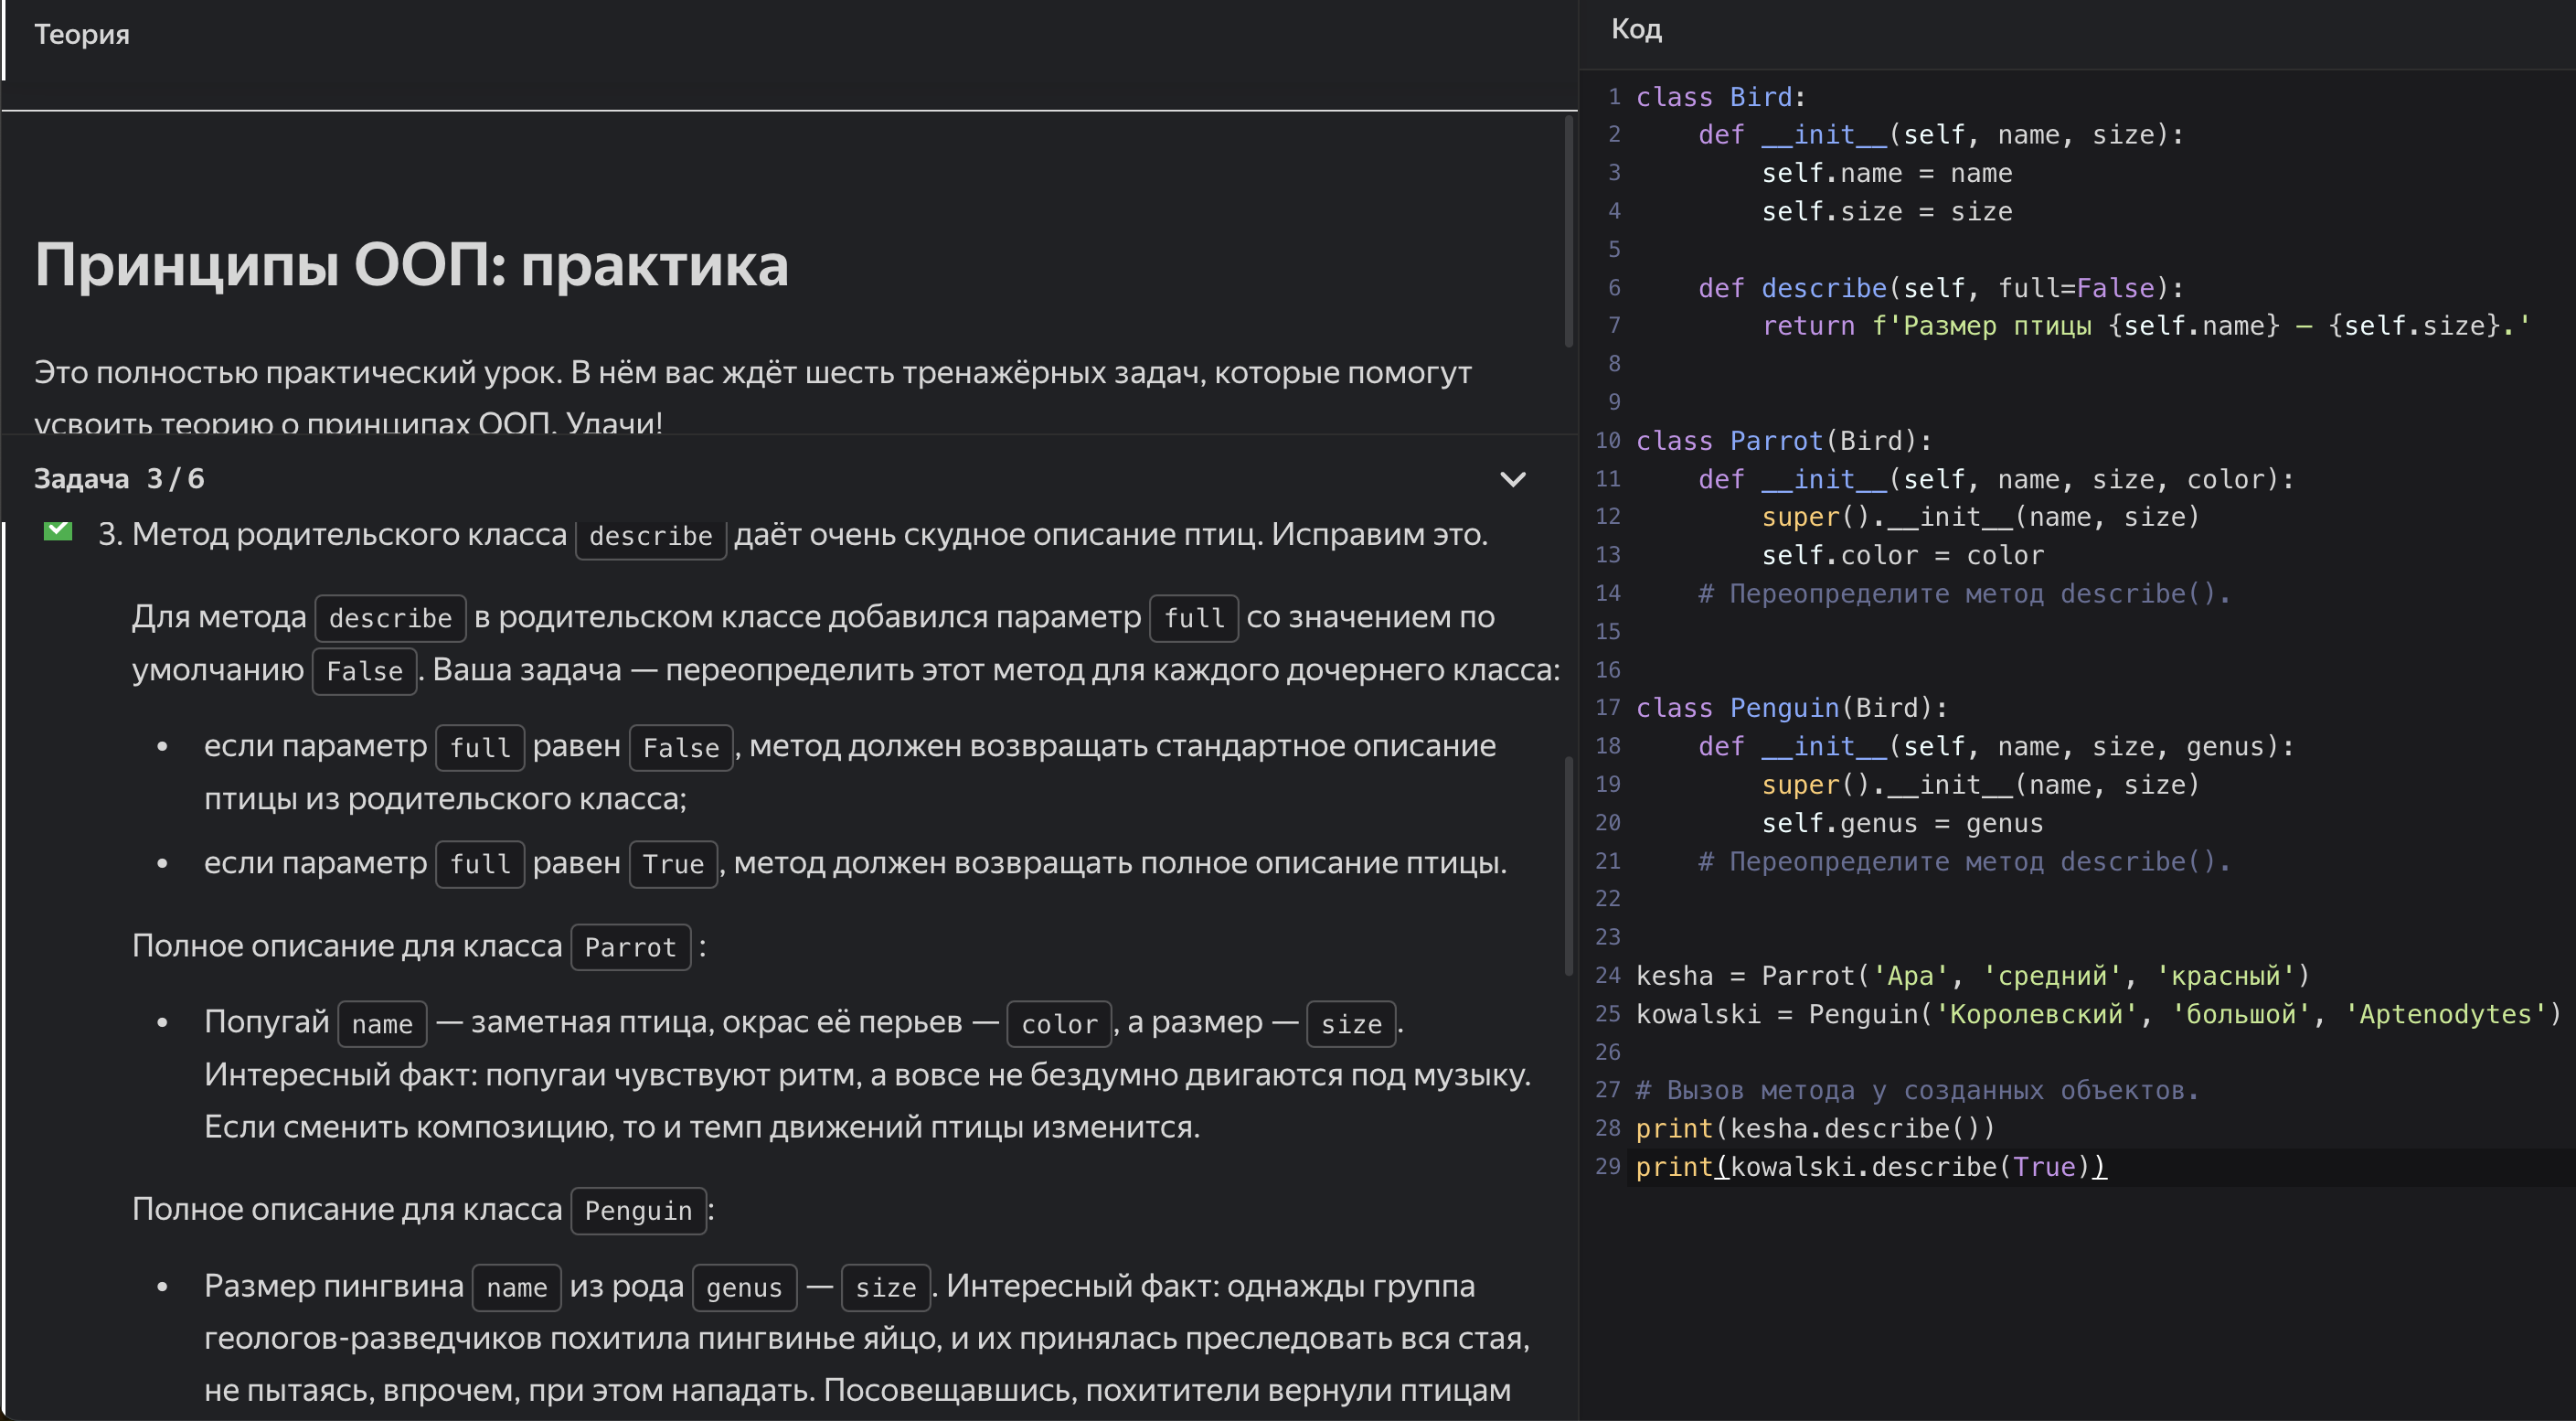 Теория
Принципы ООП: практика
Это полностью практический урок. В нём вас ждёт шесть тренажёрных задач, которые помогут
усвоить теорию о принципах ООП. Удачи!
Задача 3 / 6
3. Метод родительского класса describe даёт очень скудное описание птиц. Исправим это.
Для метода describe в родительском классе добавился параметр full со значением по
умолчанию False. Ваша задача — переопределить этот метод для каждого дочернего класса:
• если параметр full равен False, метод должен возвращать стандартное описание
птицы из родительского класса;
• если параметр full равен True, метод должен возвращать полное описание птицы.
Полное описание для класса Parrot :
• Попугай name — заметная птица, окрас её перьев — color, а размер — size.
Интересный факт: попугаи чувствуют ритм, а вовсе не бездумно двигаются под музыку.
Если сменить композицию, то и темп движений птицы изменится.
Полное описание для класса Penguin:
• Размер пингвина name из рода genus — size. Интересный факт: однажды группа
геологов-разведчиков похитила пингвинье яйцо, и их принялась преследовать вся стая,
не пытаясь, впрочем, при этом нападать. Посовещавшись, похитители вернули птицам
Код
1 class Bird:
2     def __init__(self, name, size):
3         self.name = name
4         self.size = size
5
6     def describe(self, full=False):
7         return f'Размер птицы {self.name} — {self.size}.'
8
9
10 class Parrot(Bird):
11     def __init__(self, name, size, color):
12         super().__init__(name, size)
13         self.color = color
14     # Переопределите метод describe().
15
16
17 class Penguin(Bird):
18     def __init__(self, name, size, genus):
19         super().__init__(name, size)
20         self.genus = genus
21     # Переопределите метод describe().
22
23
24 kesha = Parrot('Ара', 'средний', 'красный')
25 kowalski = Penguin('Королевский', 'большой', 'Aptenodytes')
26
27 # Вызов метода у созданных объектов.
28 print(kesha.describe())
29 print(kowalski.describe(True))